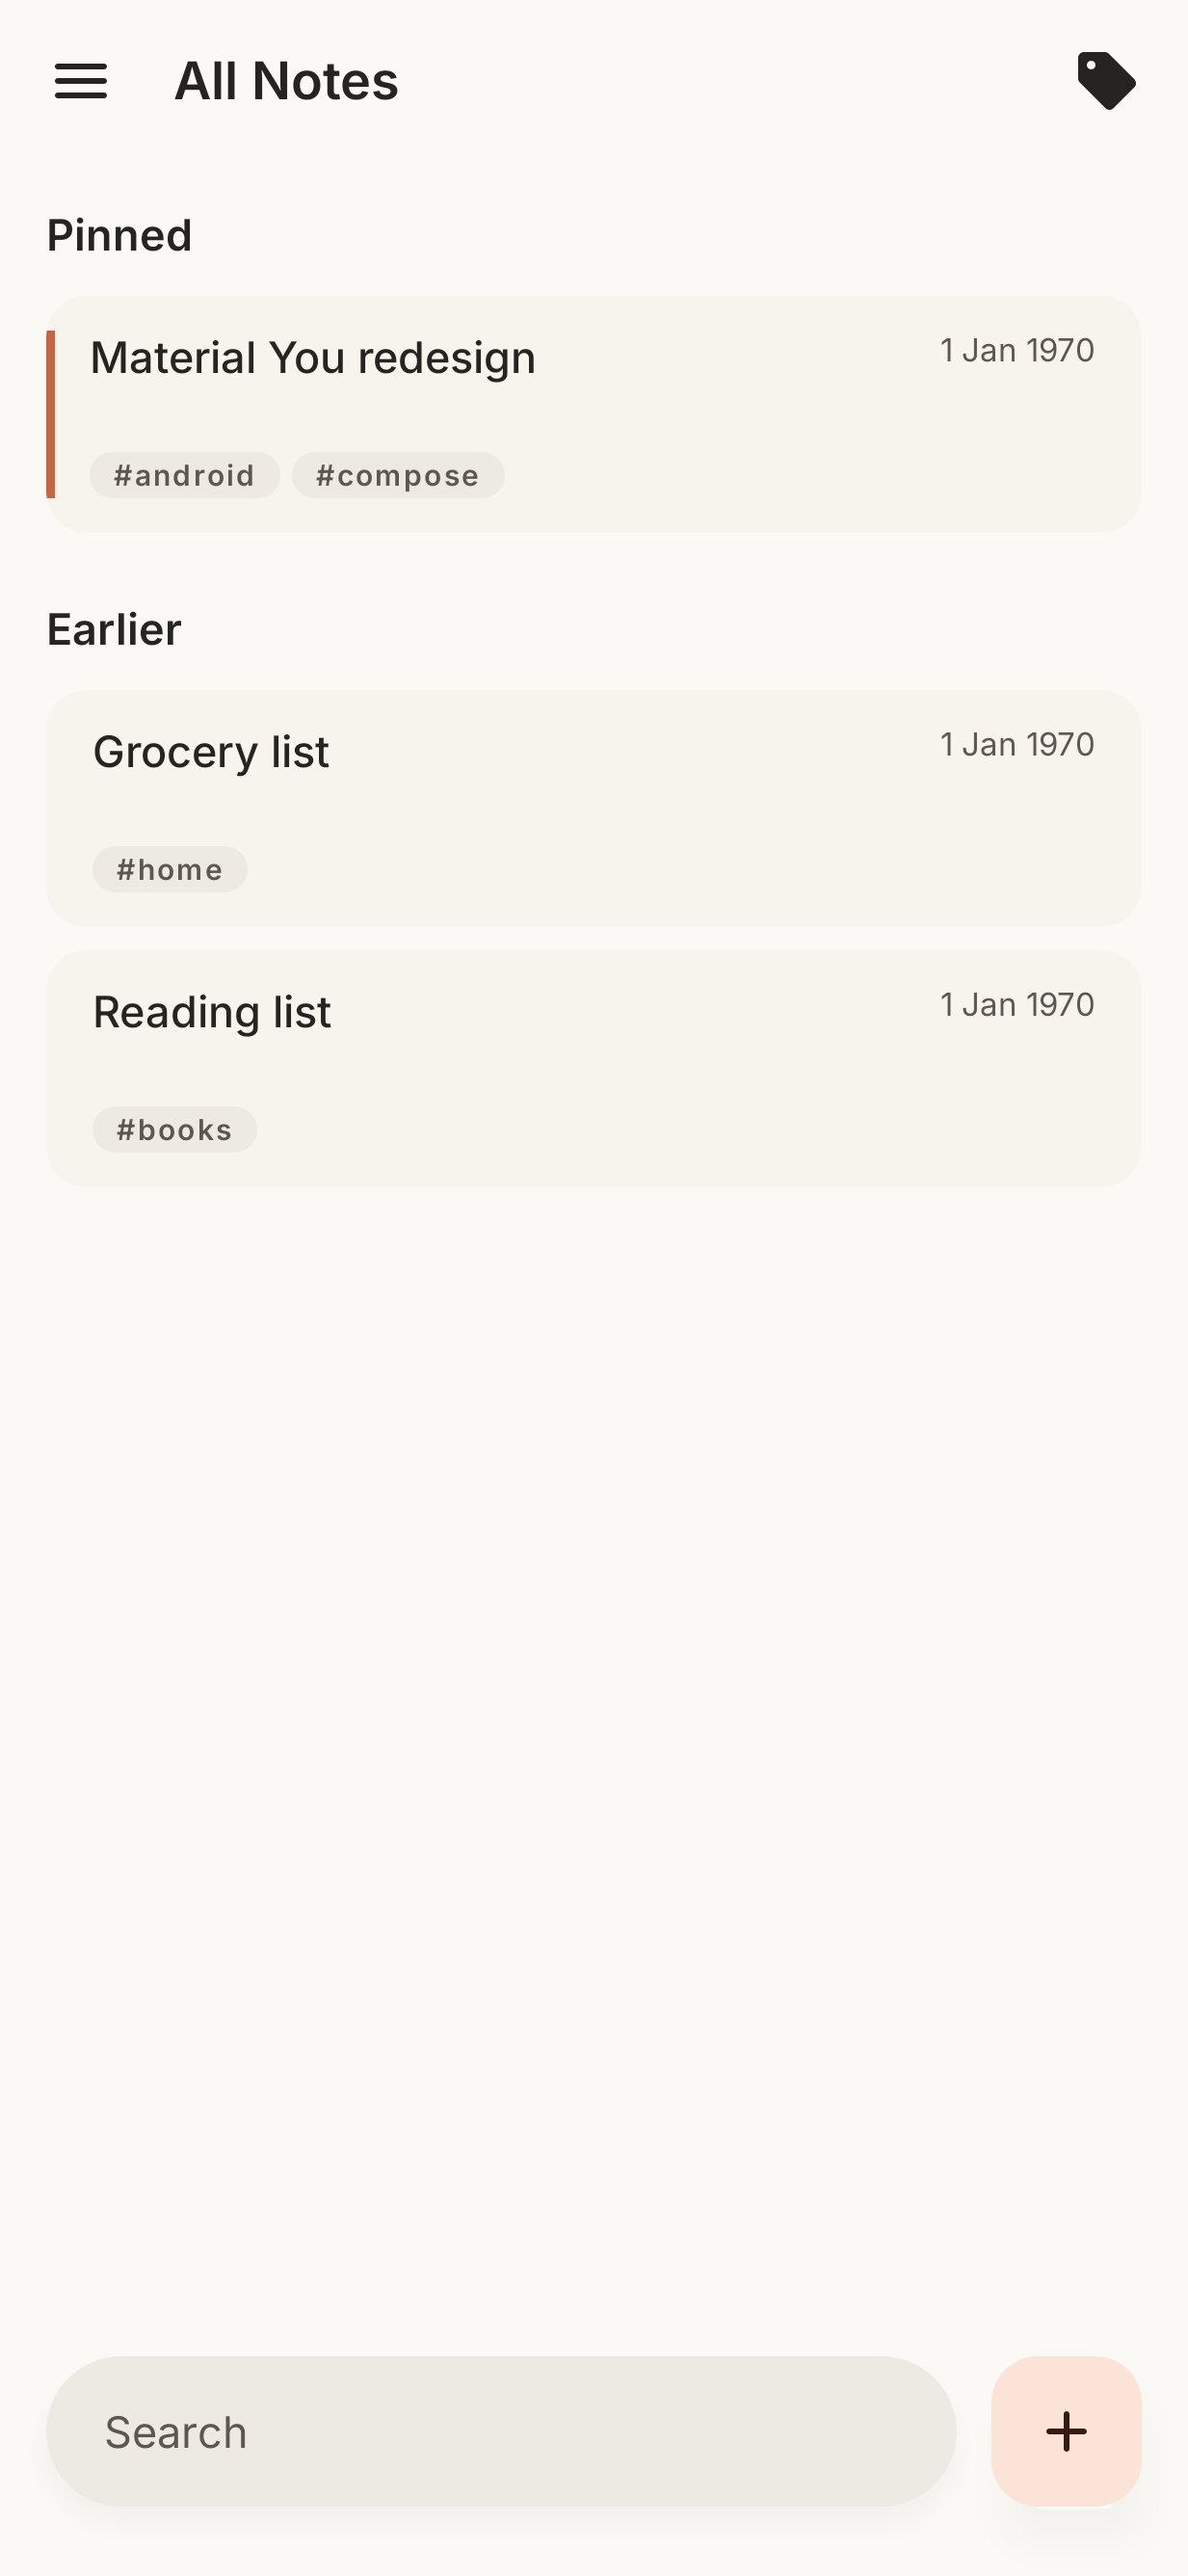 All Notes
Pinned
Material You redesign
1 Jan 1970
#android #compose
Earlier
Grocery list
1 Jan 1970
#home
Reading list
1 Jan 1970
#books
Search